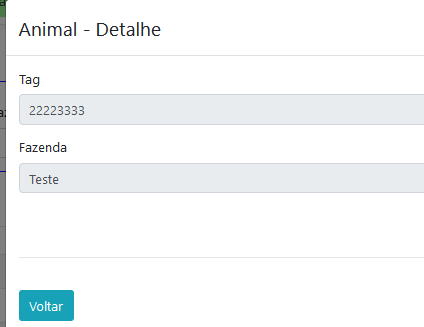 Animal - Detalhe
Tag
22223333
Fazenda
Teste
Voltar